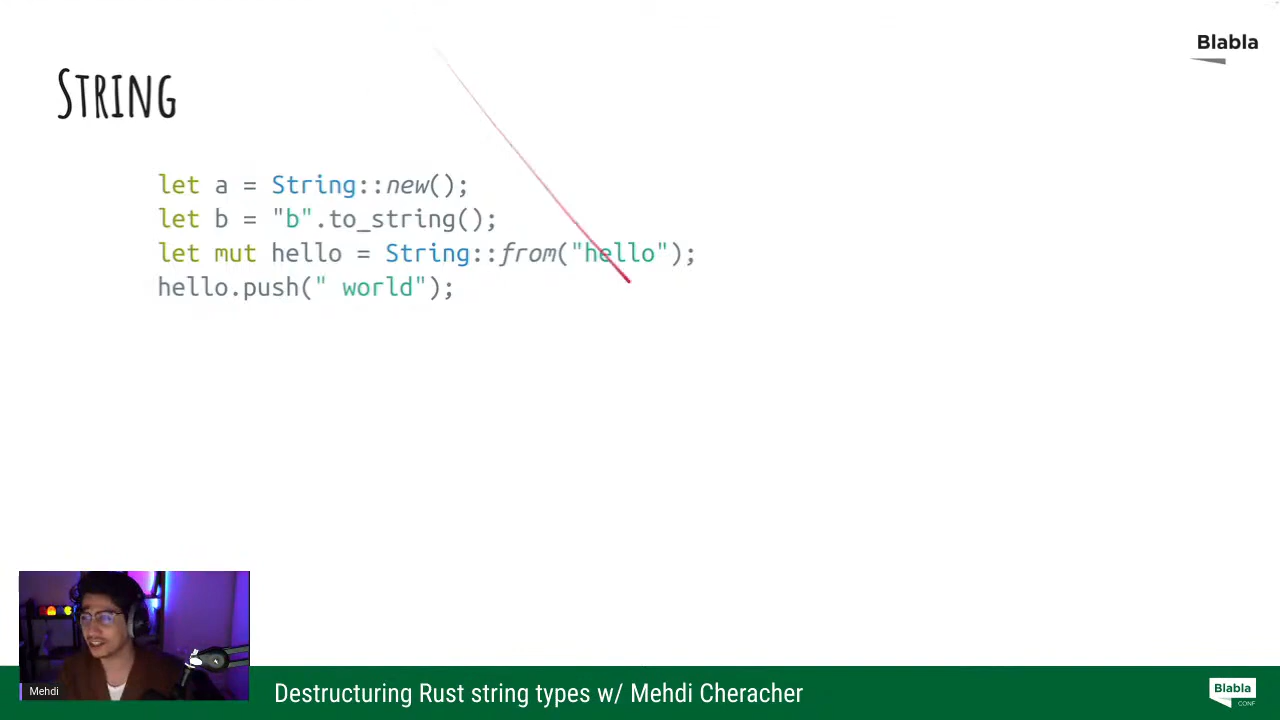 Blabla
STRING
let a = String::new();
let b = "b".to_string();
let mut hello = String::from("hello");
hello.push(" world");
Mehdi
Destructuring Rust string types w/ Mehdi Cheracher
Blabla
CONF